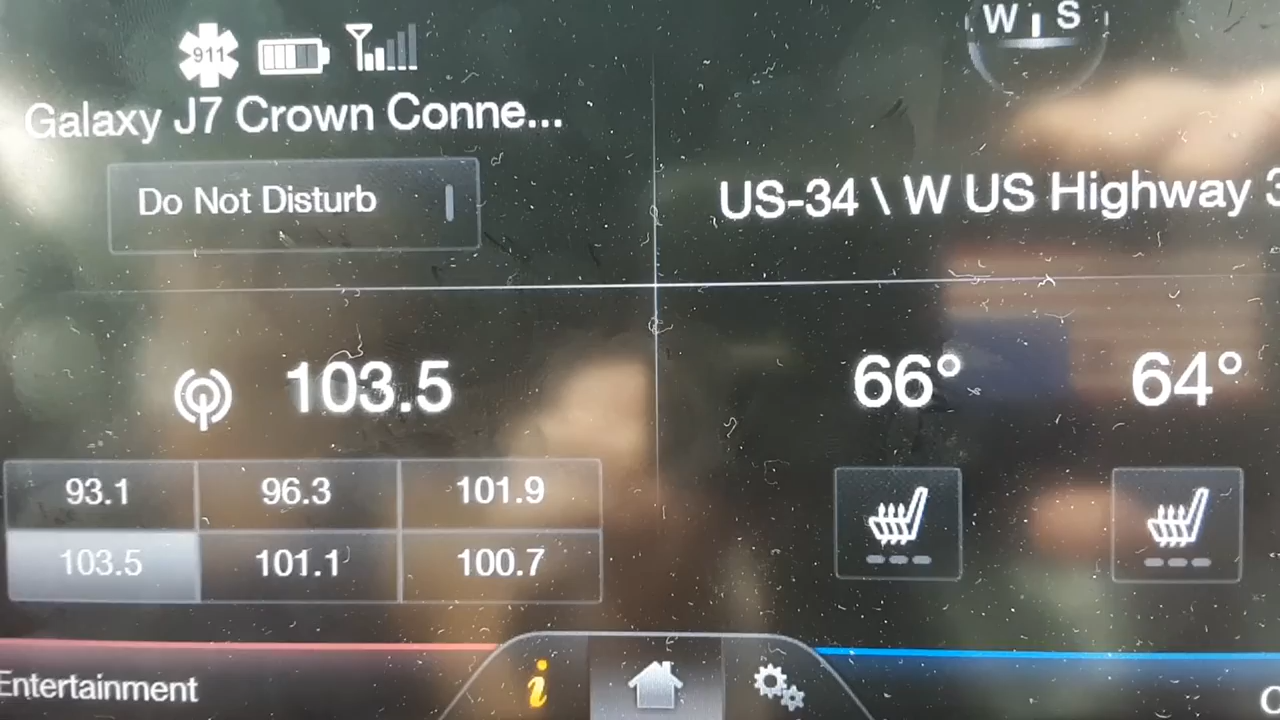 911
W S
Galaxy J7 Crown Conne...
Do Not Disturb
US-34 \ W US Highway 3
103.5
66° 64°
93.1 96.3 101.9
103.5 101.1 100.7
Entertainment
i
C